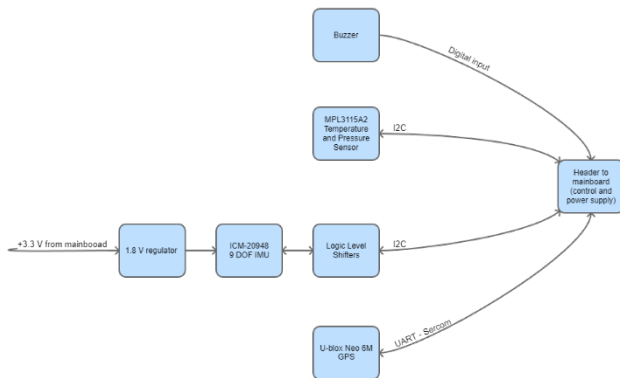 Buzzer
Digital input
MPL3115A2
Temperature
and Pressure
Sensor
I2C
Header to
mainboard
(control and
power supply)
+3.3 V from mainbooad
1.8 V regulator
ICM-20948
9 DOF IMU
Logic Level
Shifters
I2C
UART - Sercom
U-blox Neo 6M
GPS